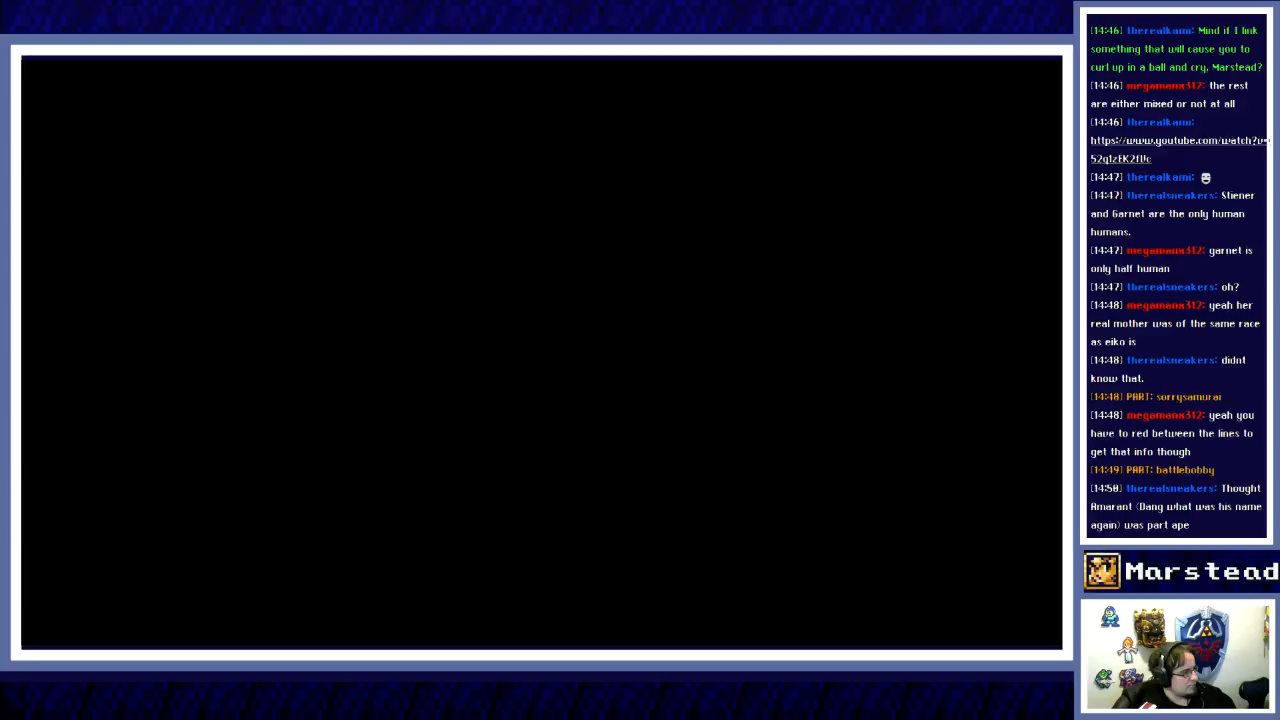 [14:46] therealkami: Mind if I link
something that will cause you to
curl up in a ball and cry, Marstead?
[14:46] megamanx312: the rest
are either mixed or not at all
[14:46] therealkami:
https://www.youtube.com/watch?v=
52q1zEK2fVc
[14:47] therealkami:
[14:47] therealsneakers: Stiener
and Garnet are the only human
humans.
[14:47] megamanx312: garnet is
only half human
[14:47] therealsneakers: oh?
[14:48] megamanx312: yeah her
real mother was of the same race
as eiko is
[14:48] therealsneakers: didnt
know that.
[14:48] PART: sorrysamurai
[14:48] megamanx312: yeah you
have to red between the lines to
get that info though
[14:49] PART: battlebobby
[14:50] therealsneakers: Thought
Amarant (Dang what was his name
again) was part ape
Marstead